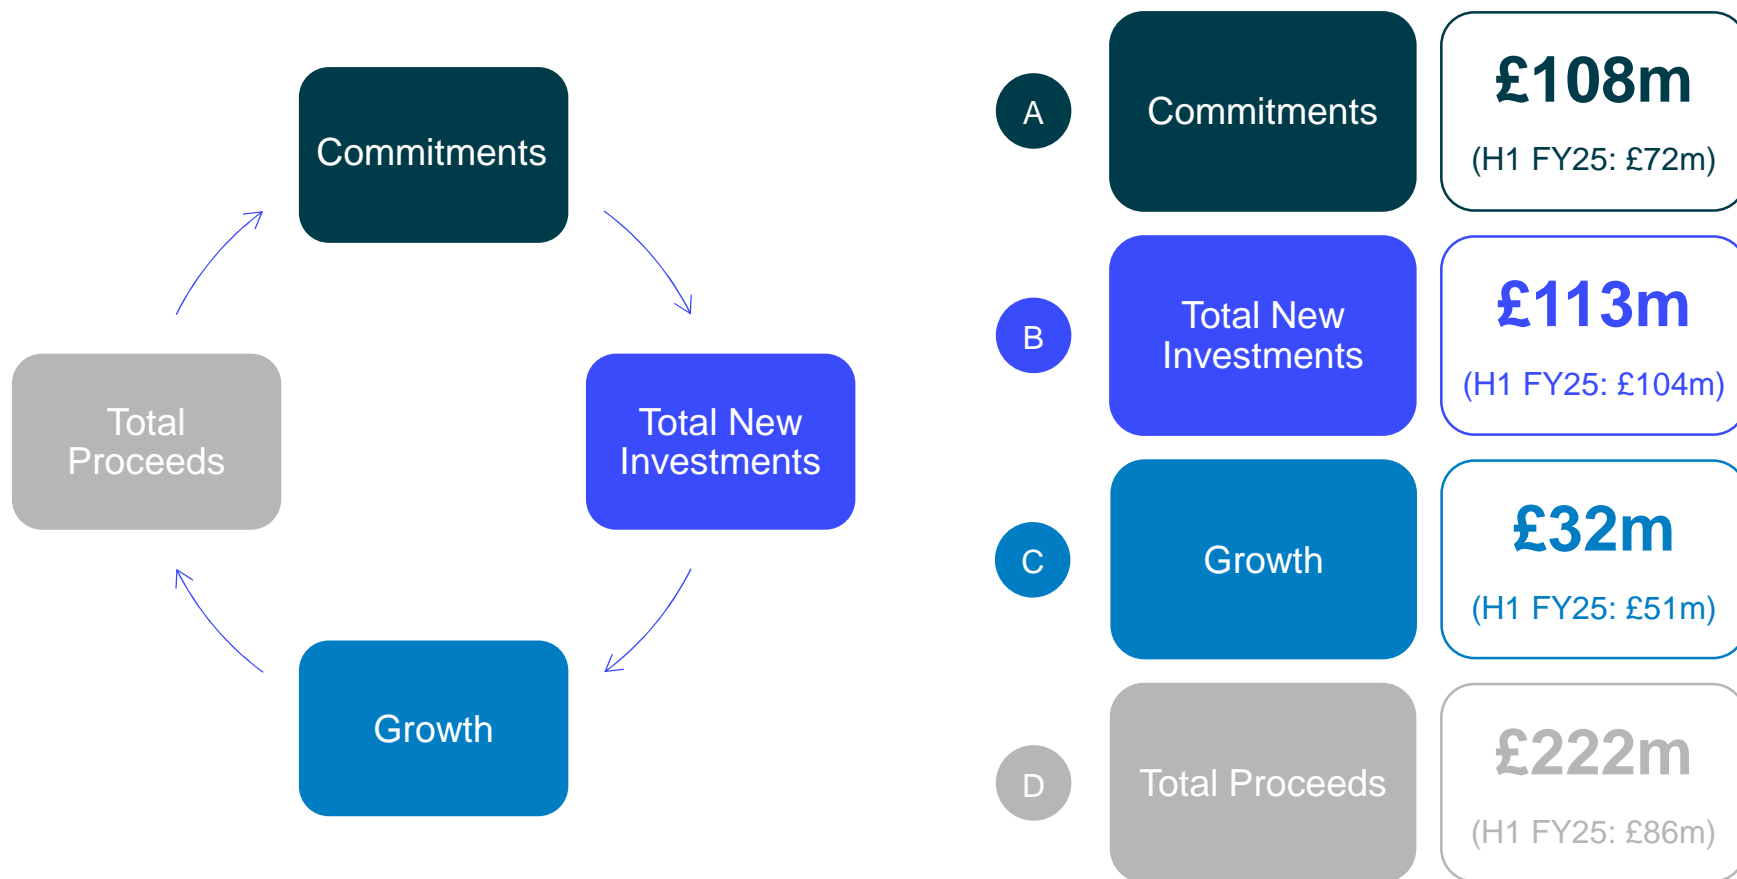 Commitments
Total New
Investments
Growth
Total
Proceeds
A
Commitments
£108m
(H1 FY25: £72m)
B
Total New
Investments
£113m
(H1 FY25: £104m)
C
Growth
£32m
(H1 FY25: £51m)
D
Total Proceeds
£222m
(H1 FY25: £86m)